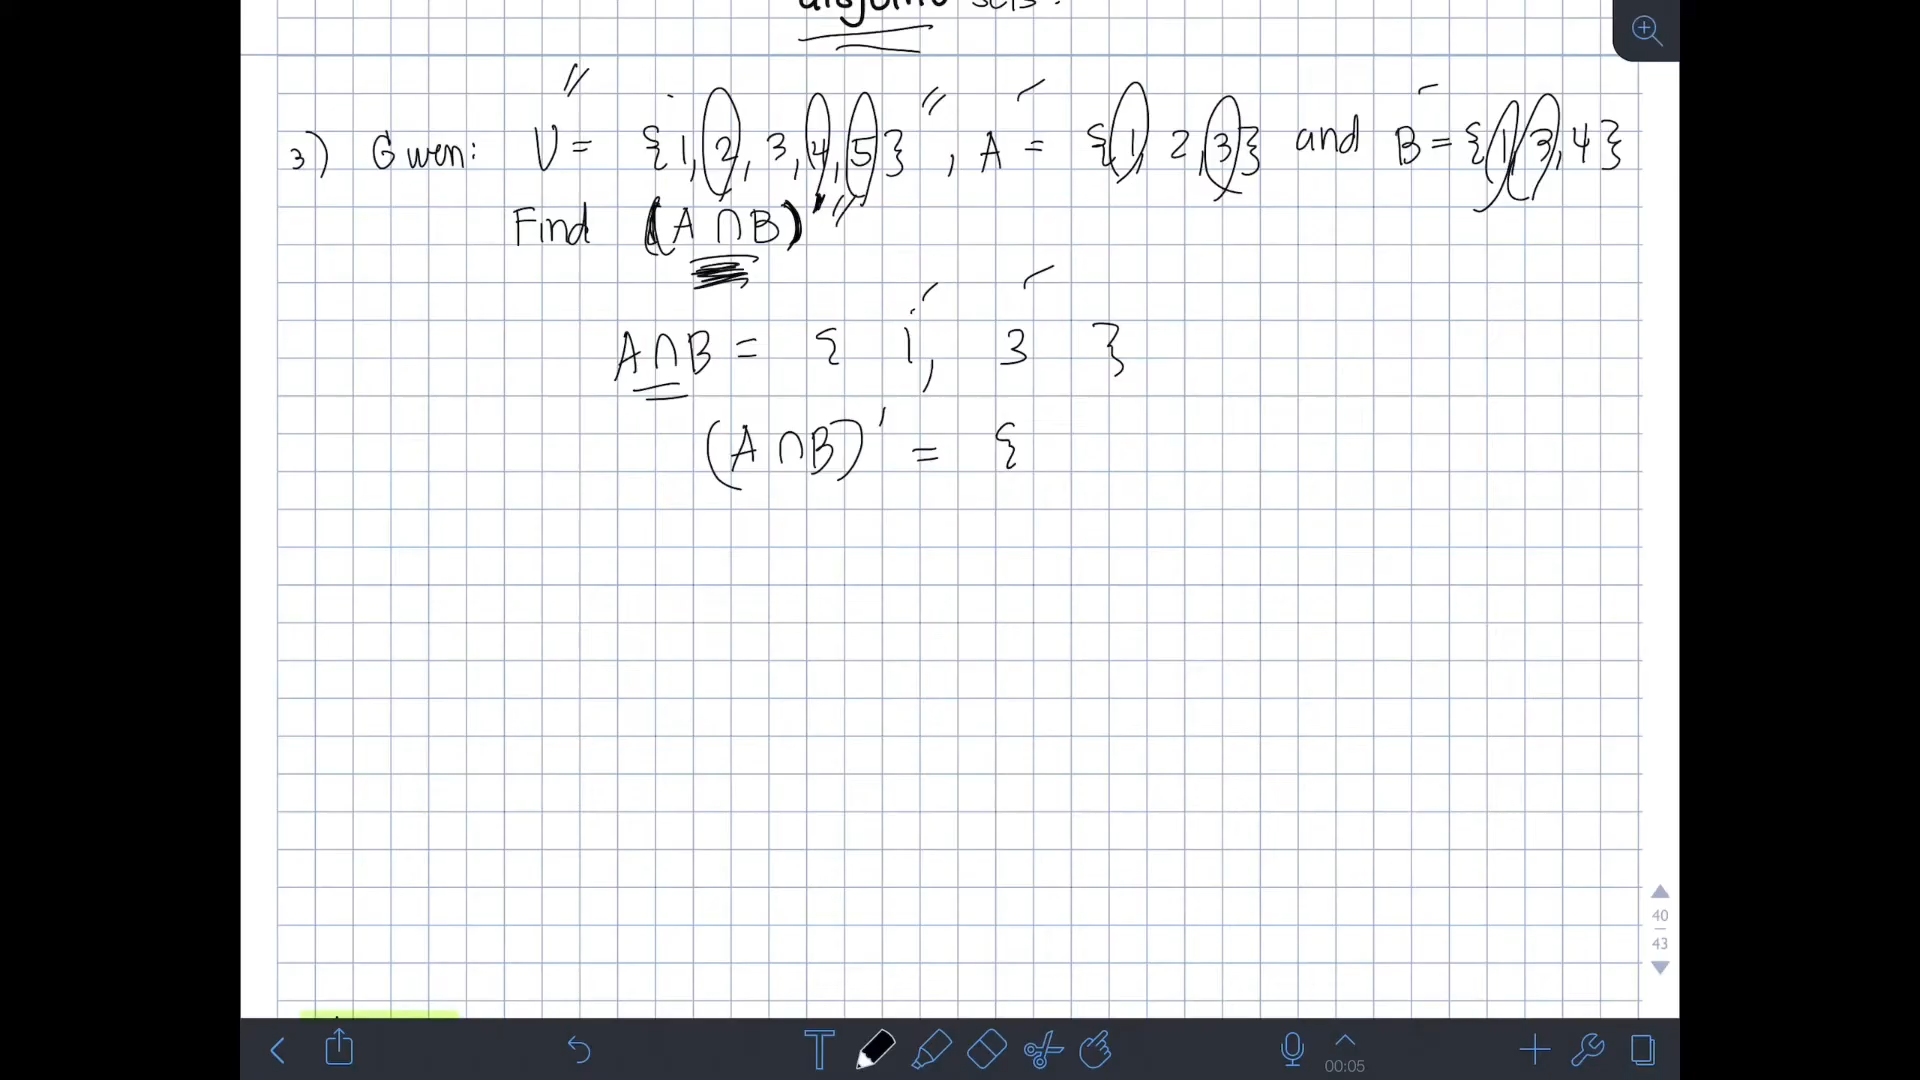 sets.
3) Given: U = {1, 2, 3, 4, 5}, A = {1, 2, 3} and B = {1, 3, 4}
Find (A ∩ B)'
A∩B = { 1, 3 }
(A ∩B)' = {
40
43
T
00:05